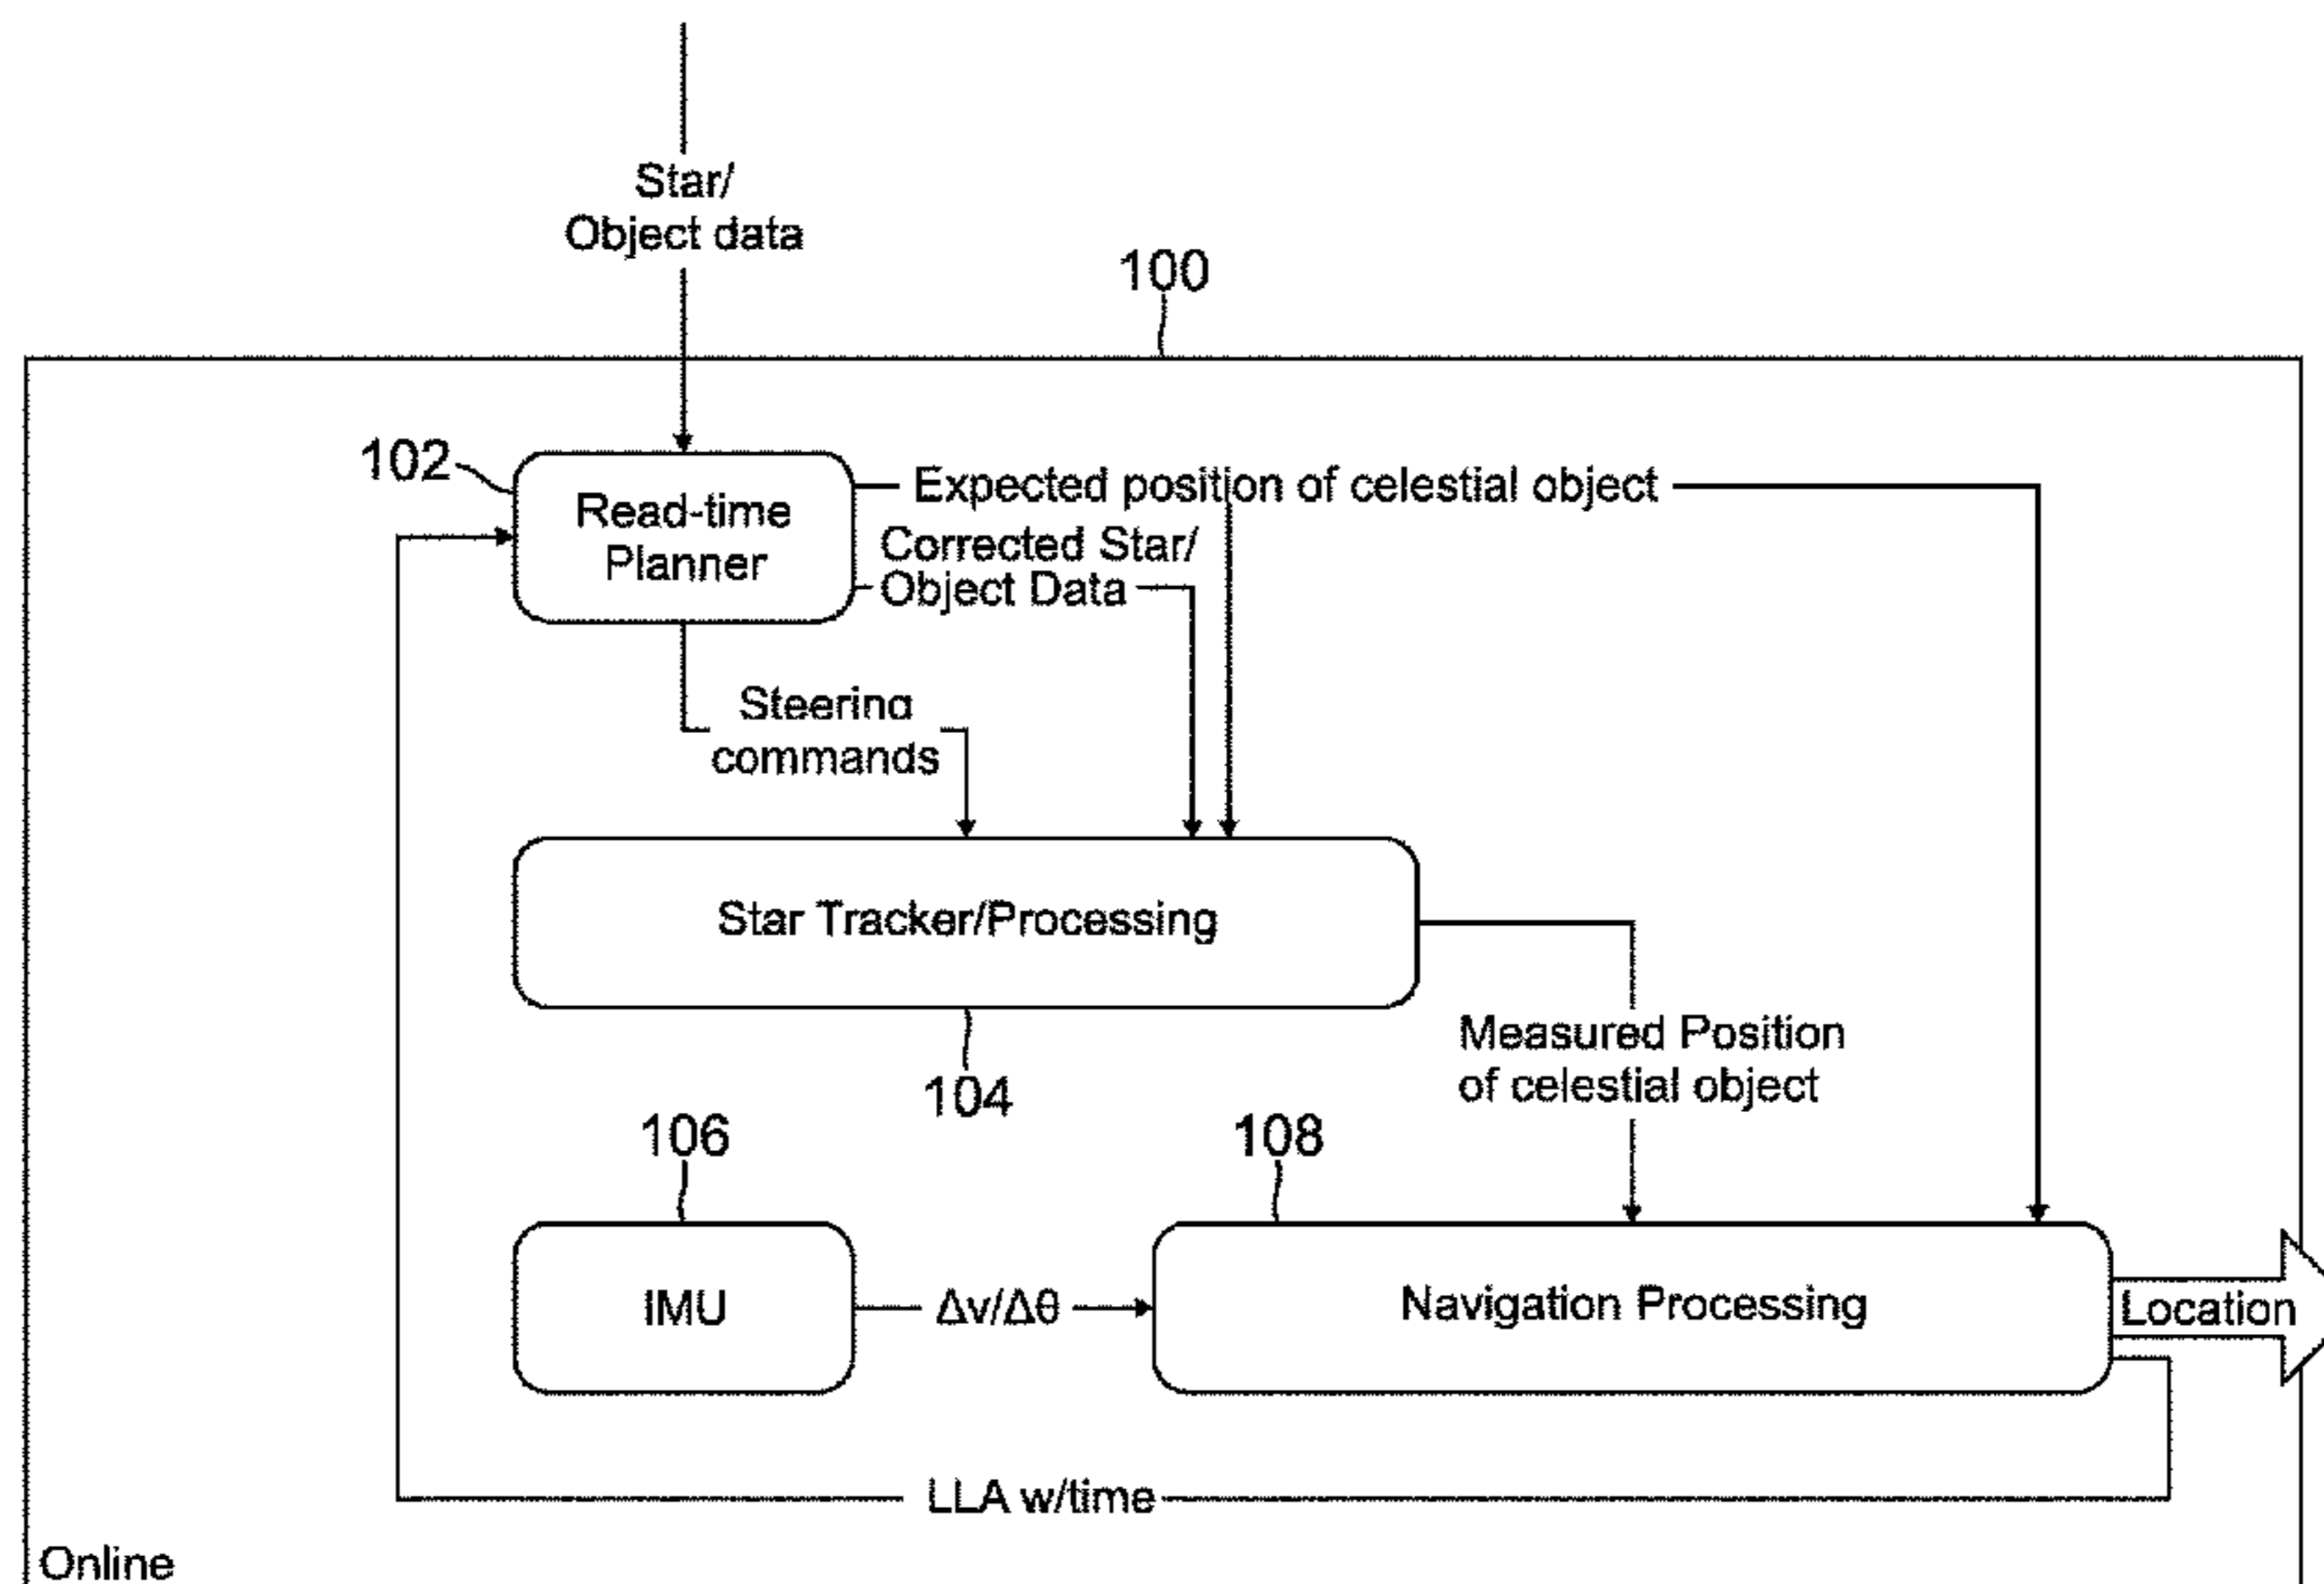 Star/
Object data
100
102
Read-time
Planner
Expected position of celestial object
Corrected Star/
Object Data
Steering
commands
Star Tracker/Processing
104
Measured Position
of celestial object
106
108
IMU
Δv/Δθ
Navigation Processing
Location
LLA w/time
Online